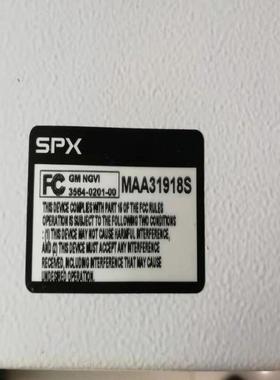 SPX
FC GM NGVI
3564-0201-00
MAA31918S
THIS DEVICE COMPLIES WITH PART 15 OF THE FCC RULES
OPERATION IS SUBJECT TO THE FOLLOWING TWO CONDITIONS
: (1) THIS DEVICE MAY NOT CAUSE HARMFUL INTERFERENCE,
AND (2) THIS DEVICE MUST ACCEPT ANY INTERFERENCE
RECEIVED, INCLUDING INTERFERENCE THAT MAY CAUSE
UNDESIRED OPERATION.